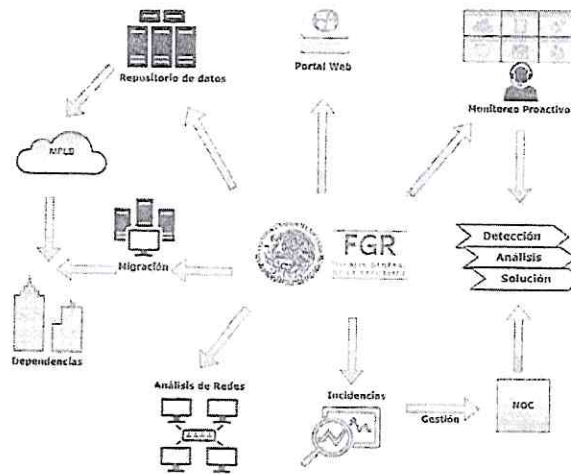 Repositorio de datos
Portal Web
Monitoreo Proactivo
MPLS
Migración
FGR
Detección
Análisis
Solución
Dependencias
Análisis de Redes
Incidencias
Gestión
NOC